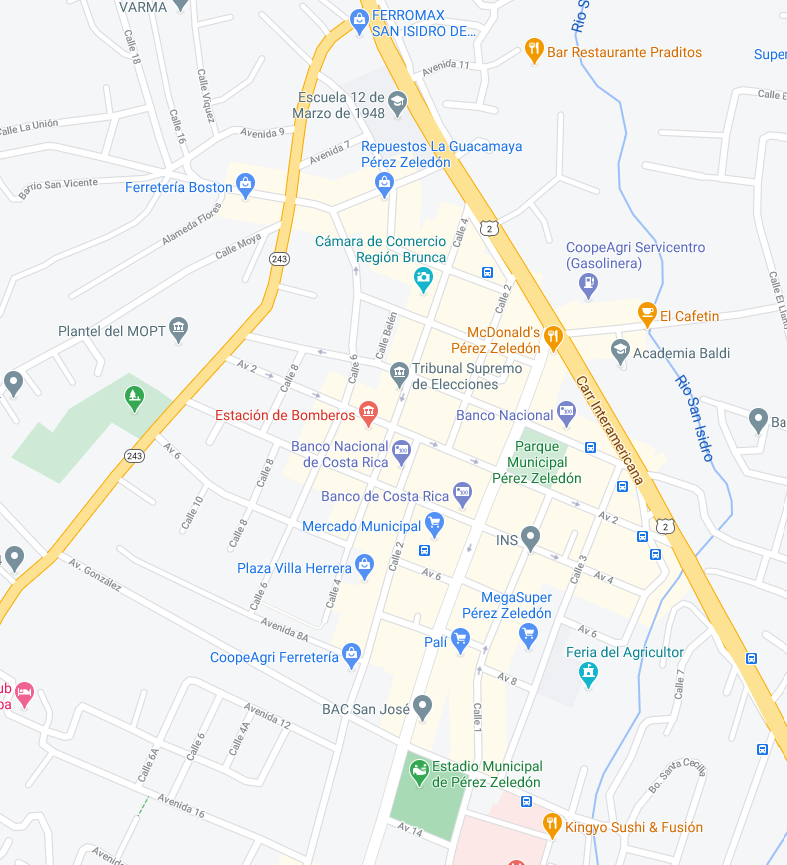 VARMA
FERROMAX
SAN ISIDRO DE...
Calle 18
Bar Restaurante Praditos
Super
Avenida 11
Calle Víquez
Escuela 12 de
Marzo de 1948
Calle La Unión
Calle 16
Avenida 9
Avenida 7
Repuestos La Guacamaya
Pérez Zeledón
Barrio San Vicente
Ferretería Boston
Alameda Flores
Calle Moya
Calle 4
2
Cámara de Comercio
Región Brunca
CoopeAgri Servicentro
(Gasolinera)
243
Calle 2
Calle El Llano
El Cafetin
Plantel del MOPT
Calle Belén
McDonald's
Pérez Zeledón
Academia Baldi
Calle 6
Calle 8
Av 2
Tribunal Supremo
de Elecciones
Carr Interamericana
Rio San Isidro
Estación de Bomberos
Banco Nacional
Ba
Banco Nacional
de Costa Rica
Parque
Municipal
Pérez Zeledón
243
Av 6
Calle 8
Calle 10
Banco de Costa Rica
Av 2
Mercado Municipal
2
Calle 8
INS
Calle 2
Plaza Villa Herrera
Av 6
Calle 3
Av 4
Av. González
Calle 6
Calle 4
MegaSuper
Pérez Zeledón
Avenida 8A
Palí
Av 6
CoopeAgri Ferretería
Feria del Agricultor
Av 8
Calle 7
BAC San José
Avenida 12
Calle 1
Calle 6
Calle 4A
Calle 6A
Estadio Municipal
de Pérez Zeledón
Bo. Santa Cecilia
Avenida 16
Av 14
Kingyo Sushi & Fusión
Avenida